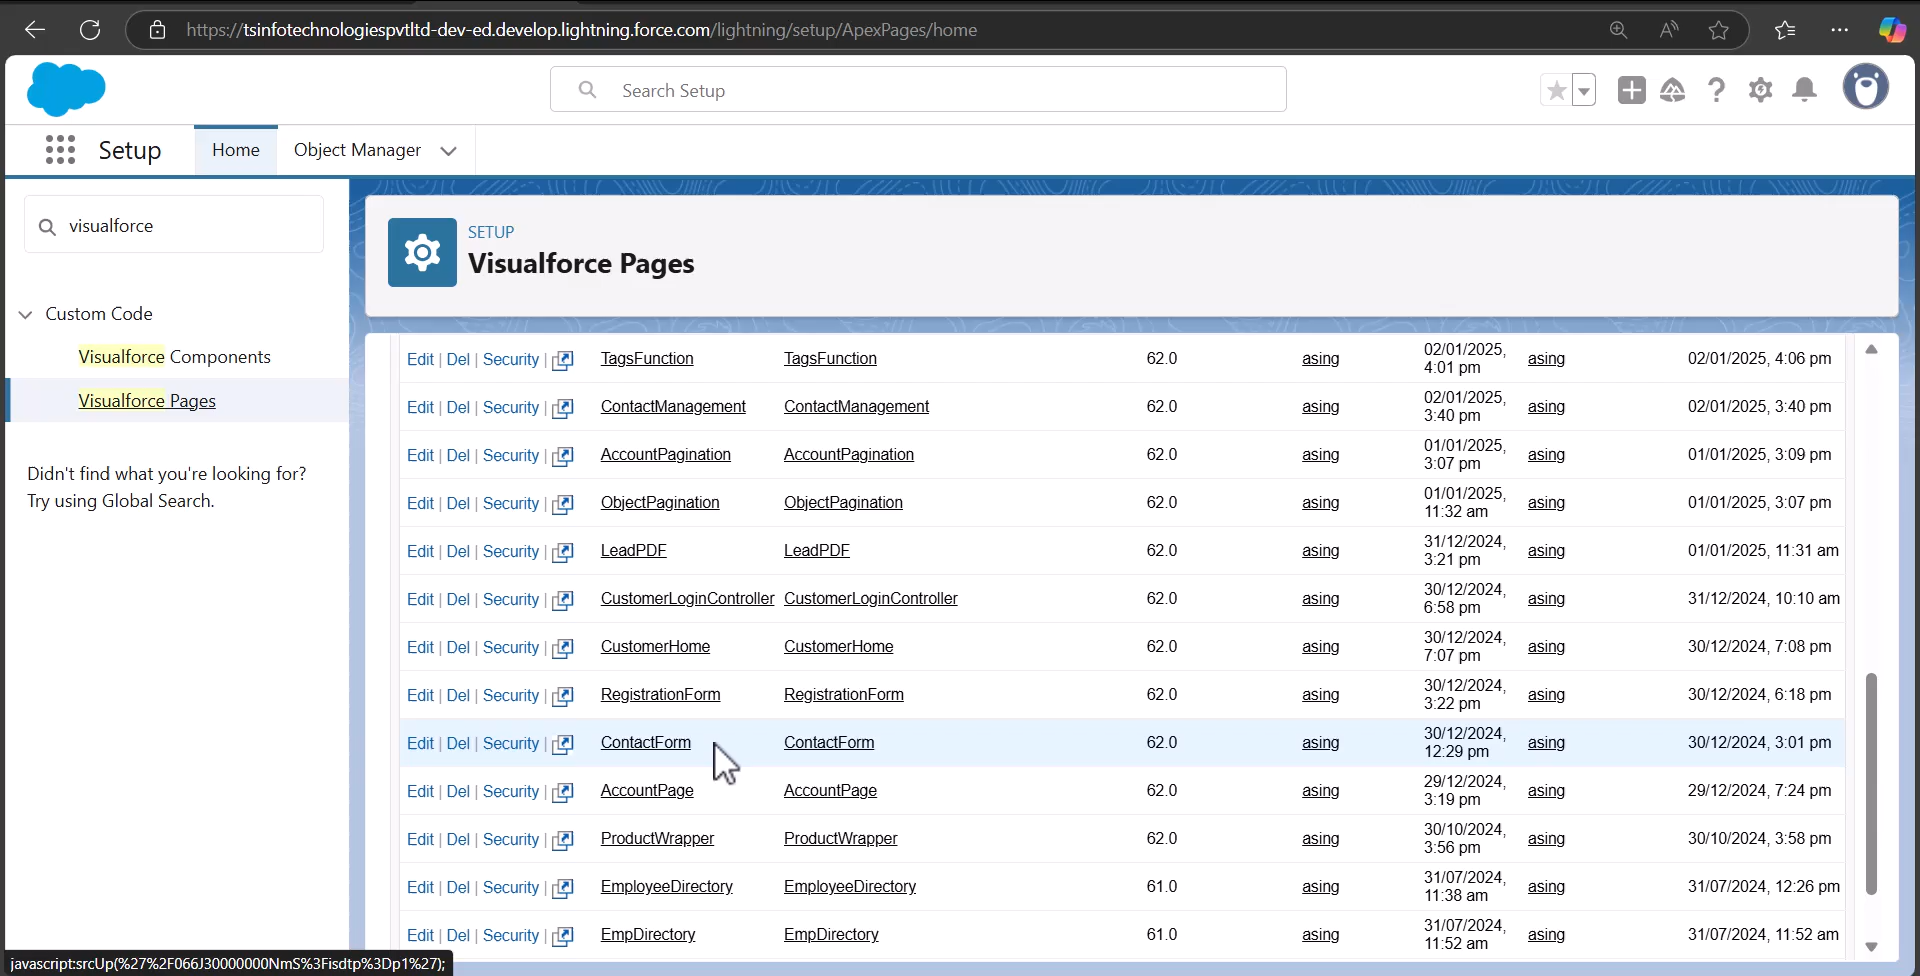 https://tsinfotechnologiespvtltd-dev-ed.develop.lightning.force.com/lightning/setup/ApexPages/home
Search Setup
Setup Home Object Manager
visualforce
Custom Code
Visualforce Components
Visualforce Pages
Didn't find what you're looking for?
Try using Global Search.
SETUP
Visualforce Pages
Edit | Del | Security | TagsFunction TagsFunction 62.0 asing 02/01/2025, 4:01 pm asing 02/01/2025, 4:06 pm
Edit | Del | Security | ContactManagement ContactManagement 62.0 asing 02/01/2025, 3:40 pm asing 02/01/2025, 3:40 pm
Edit | Del | Security | AccountPagination AccountPagination 62.0 asing 01/01/2025, 3:07 pm asing 01/01/2025, 3:09 pm
Edit | Del | Security | ObjectPagination ObjectPagination 62.0 asing 01/01/2025, 11:32 am asing 01/01/2025, 3:07 pm
Edit | Del | Security | LeadPDF LeadPDF 62.0 asing 31/12/2024, 3:21 pm asing 01/01/2025, 11:31 am
Edit | Del | Security | CustomerLoginController CustomerLoginController 62.0 asing 30/12/2024, 6:58 pm asing 31/12/2024, 10:10 am
Edit | Del | Security | CustomerHome CustomerHome 62.0 asing 30/12/2024, 7:07 pm asing 30/12/2024, 7:08 pm
Edit | Del | Security | RegistrationForm RegistrationForm 62.0 asing 30/12/2024, 3:22 pm asing 30/12/2024, 6:18 pm
Edit | Del | Security | ContactForm ContactForm 62.0 asing 30/12/2024, 12:29 pm asing 30/12/2024, 3:01 pm
Edit | Del | Security | AccountPage AccountPage 62.0 asing 29/12/2024, 3:19 pm asing 29/12/2024, 7:24 pm
Edit | Del | Security | ProductWrapper ProductWrapper 62.0 asing 30/10/2024, 3:56 pm asing 30/10/2024, 3:58 pm
Edit | Del | Security | EmployeeDirectory EmployeeDirectory 61.0 asing 31/07/2024, 11:38 am asing 31/07/2024, 12:26 pm
Edit | Del | Security | EmpDirectory EmpDirectory 61.0 asing 31/07/2024, 11:52 am asing 31/07/2024, 11:52 am
javascript:srcUp(%27%2F066J30000000NmS%3Fisdtp%3Dp1%27);